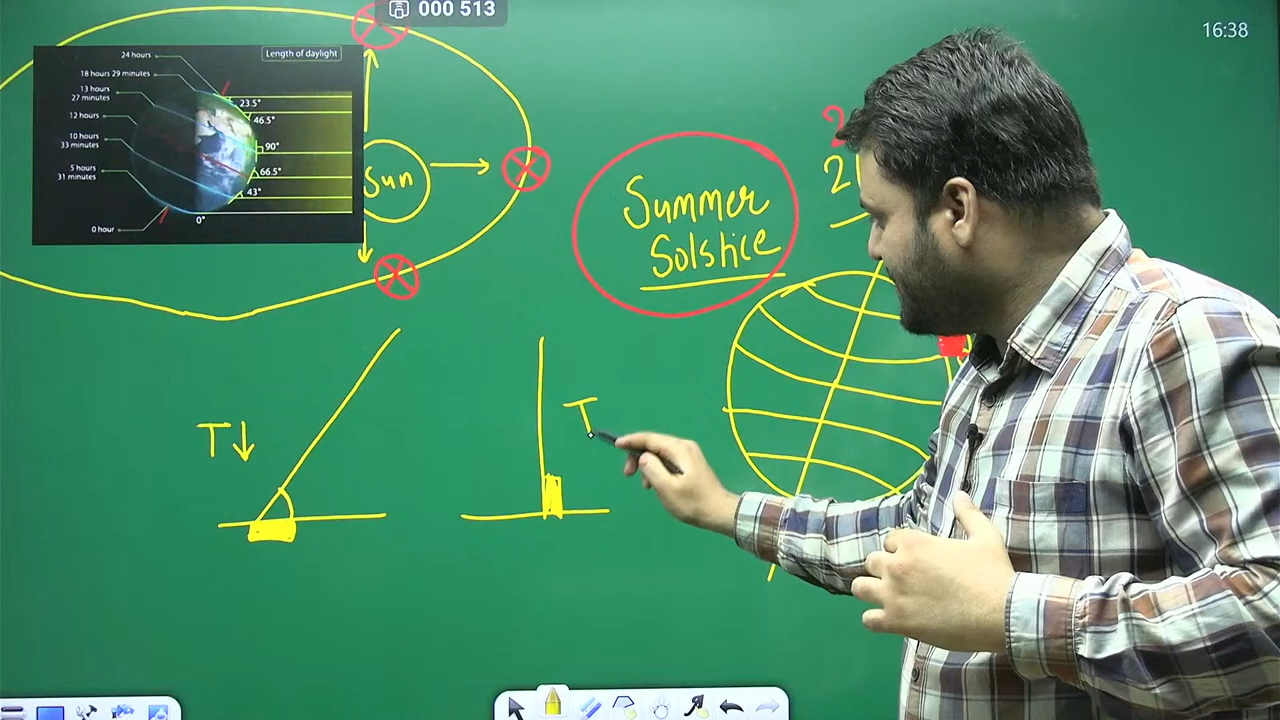 000 513
16:38
Length of daylight
24 hours
18 hours 29 minutes
13 hours
27 minutes
12 hours
10 hours
33 minutes
5 hours
31 minutes
0 hour
23.5°
46.5°
90°
66.5°
43°
0°
Sun
Summer
Solstice
2
21
T↓
T